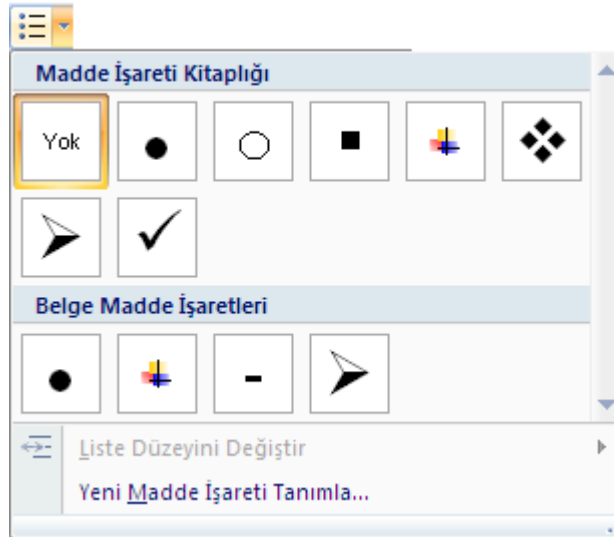 Madde İşareti Kitaplığı
Yok
Belge Madde İşaretleri
Liste Düzeyini Değiştir
Yeni Madde İşareti Tanımla...